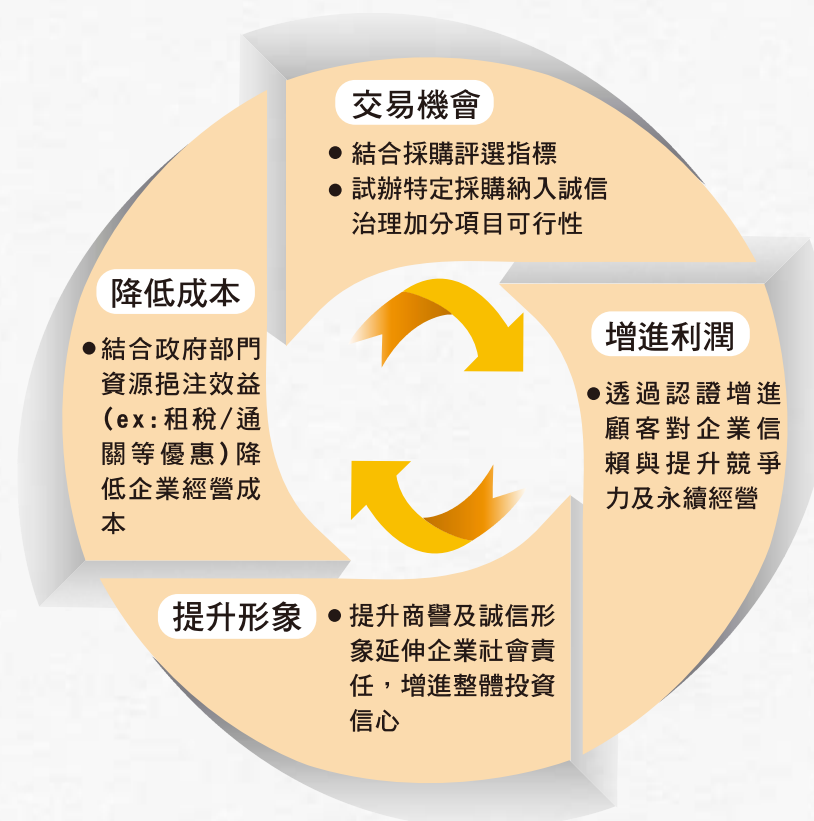 交易機會
● 結合採購評選指標
● 試辦特定採購納入誠信
治理加分項目可行性
增進利潤
● 透過認證增進
顧客對企業信
賴與提升競爭
力及永續經營
提升形象
● 提升商譽及誠信形
象延伸企業社會責
任，增進整體投資
信心
降低成本
● 結合政府部門
資源挹注效益
(ex:租稅/通
關等優惠)降
低企業經營成
本